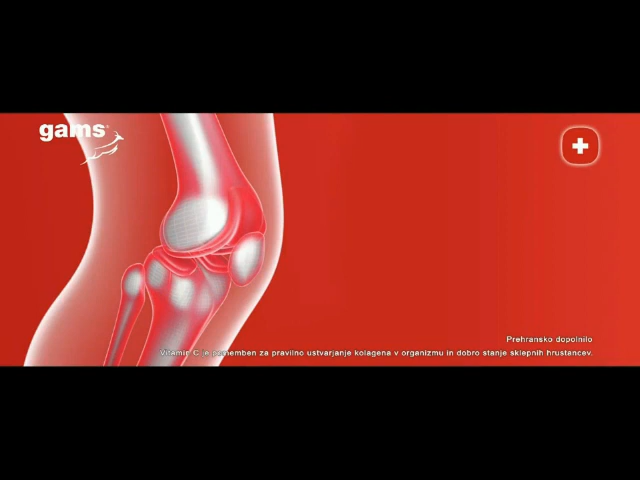 gams
Prehransko dopolnilo
Vitamin C je pomemben za pravilno ustvarjanje kolagena v organizmu in dobro stanje sklepnih hrustancev.